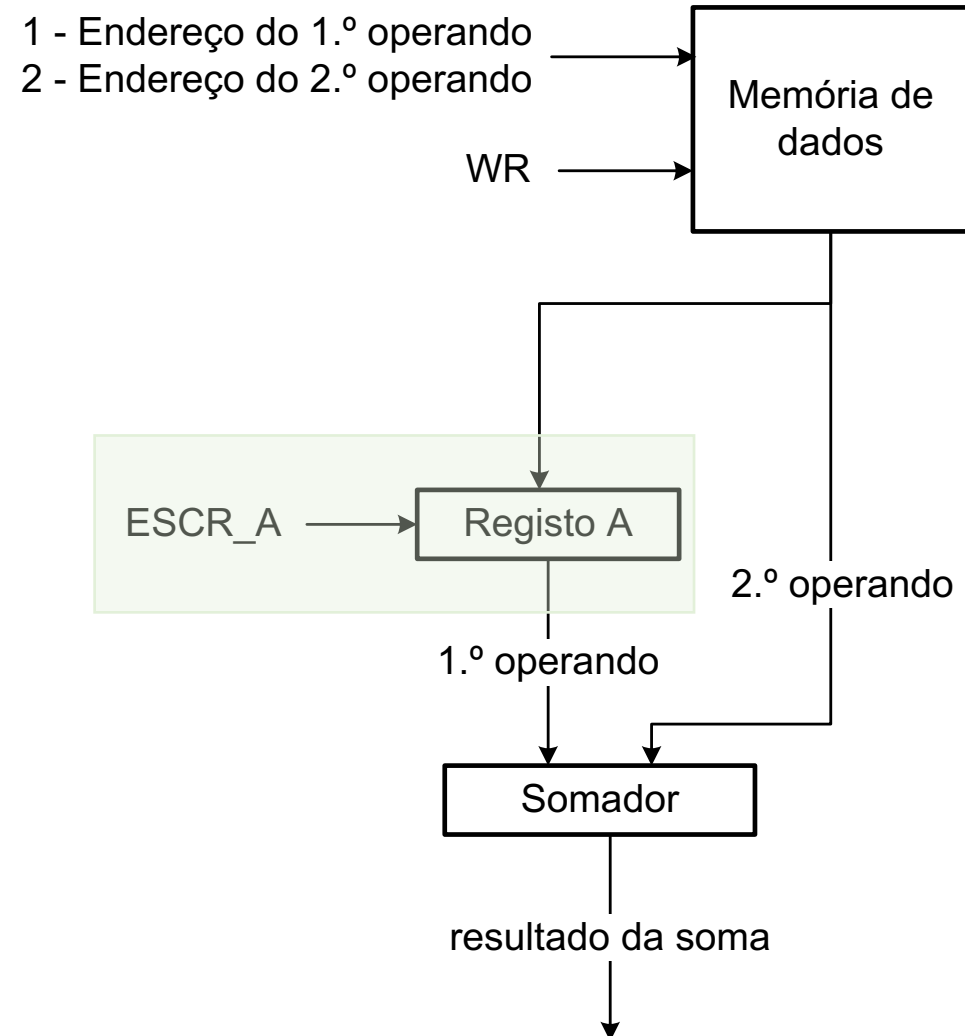 1 - Endereço do 1.º operando
2 - Endereço do 2.º operando
Memória de
dados
WR
ESCR_A
Registo A
2.º operando
1.º operando
Somador
resultado da soma